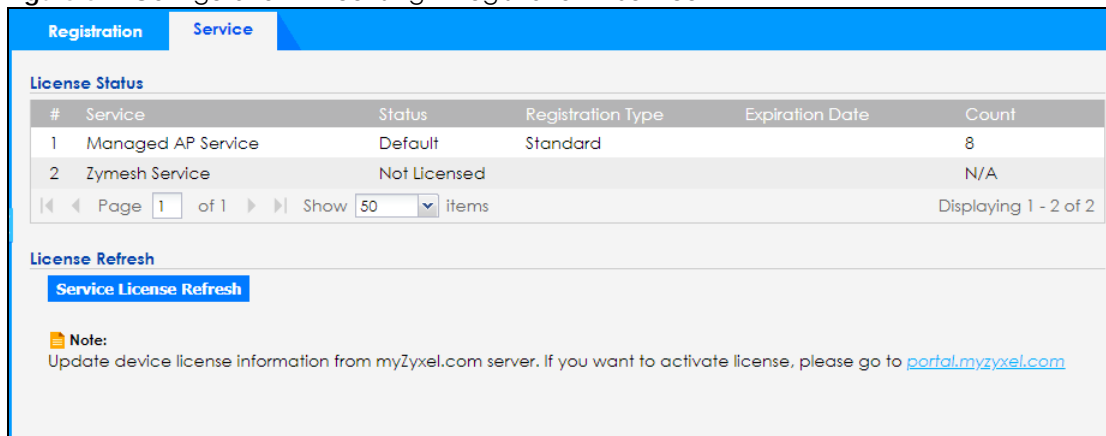 Registration Service
License Status
# Service Status Registration Type Expiration Date Count
1 Managed AP Service Default Standard 8
2 Zymesh Service Not Licensed N/A
Page 1 of 1 Show 50 items Displaying 1 - 2 of 2
License Refresh
Service License Refresh
Note:
Update device license information from myZyxel.com server. If you want to activate license, please go to portal.myzyxel.com